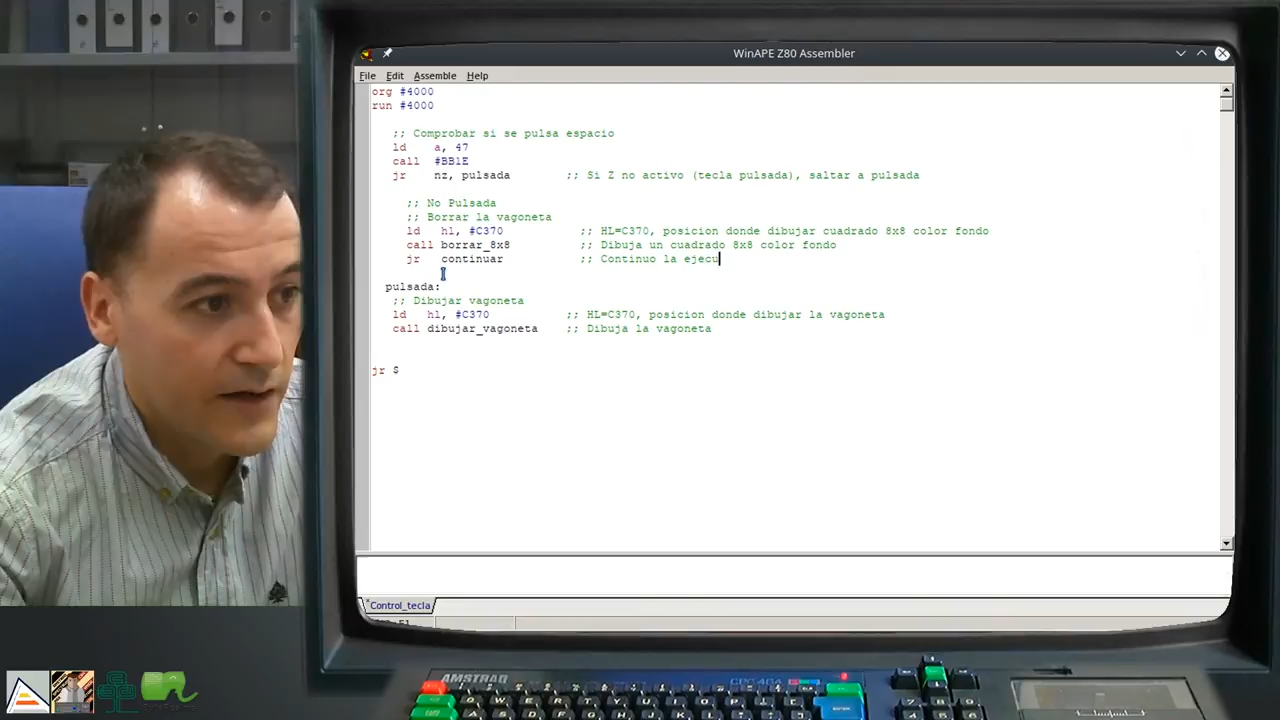 WinAPE Z80 Assembler
File Edit Assemble Help
org #4000
run #4000
;; Comprobar si se pulsa espacio
ld a, 47
call #BB1E
jr nz, pulsada ;; Si Z no activo (tecla pulsada), saltar a pulsada
;; No Pulsada
;; Borrar la vagoneta
ld hl, #C370 ;; HL=C370, posicion donde dibujar cuadrado 8x8 color fondo
call borrar_8x8 ;; Dibuja un cuadrado 8x8 color fondo
jr continuar ;; Continuo la ejecu
pulsada:
;; Dibujar vagoneta
ld hl, #C370 ;; HL=C370, posicion donde dibujar la vagoneta
call dibujar_vagoneta ;; Dibuja la vagoneta
jr $
*Control_tecla
AMSTRAD